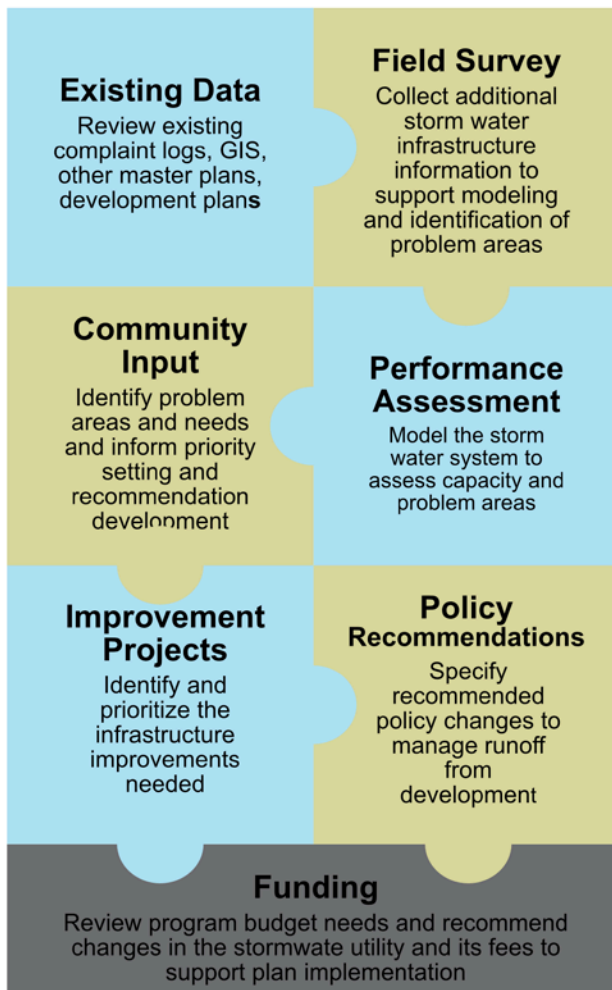 Existing Data
Review existing
complaint logs, GIS,
other master plans,
development plans
Field Survey
Collect additional
storm water
infrastructure
information to
support modeling
and identification of
problem areas
Community
Input
Identify problem
areas and needs
and inform priority
setting and
recommendation
development
Performance
Assessment
Model the storm
water system to
assess capacity and
problem areas
Improvement
Projects
Identify and
prioritize the
infrastructure
improvements
needed
Policy
Recommendations
Specify
recommended
policy changes to
manage runoff
from
development
Funding
Review program budget needs and recommend
changes in the stormwate utility and its fees to
support plan implementation